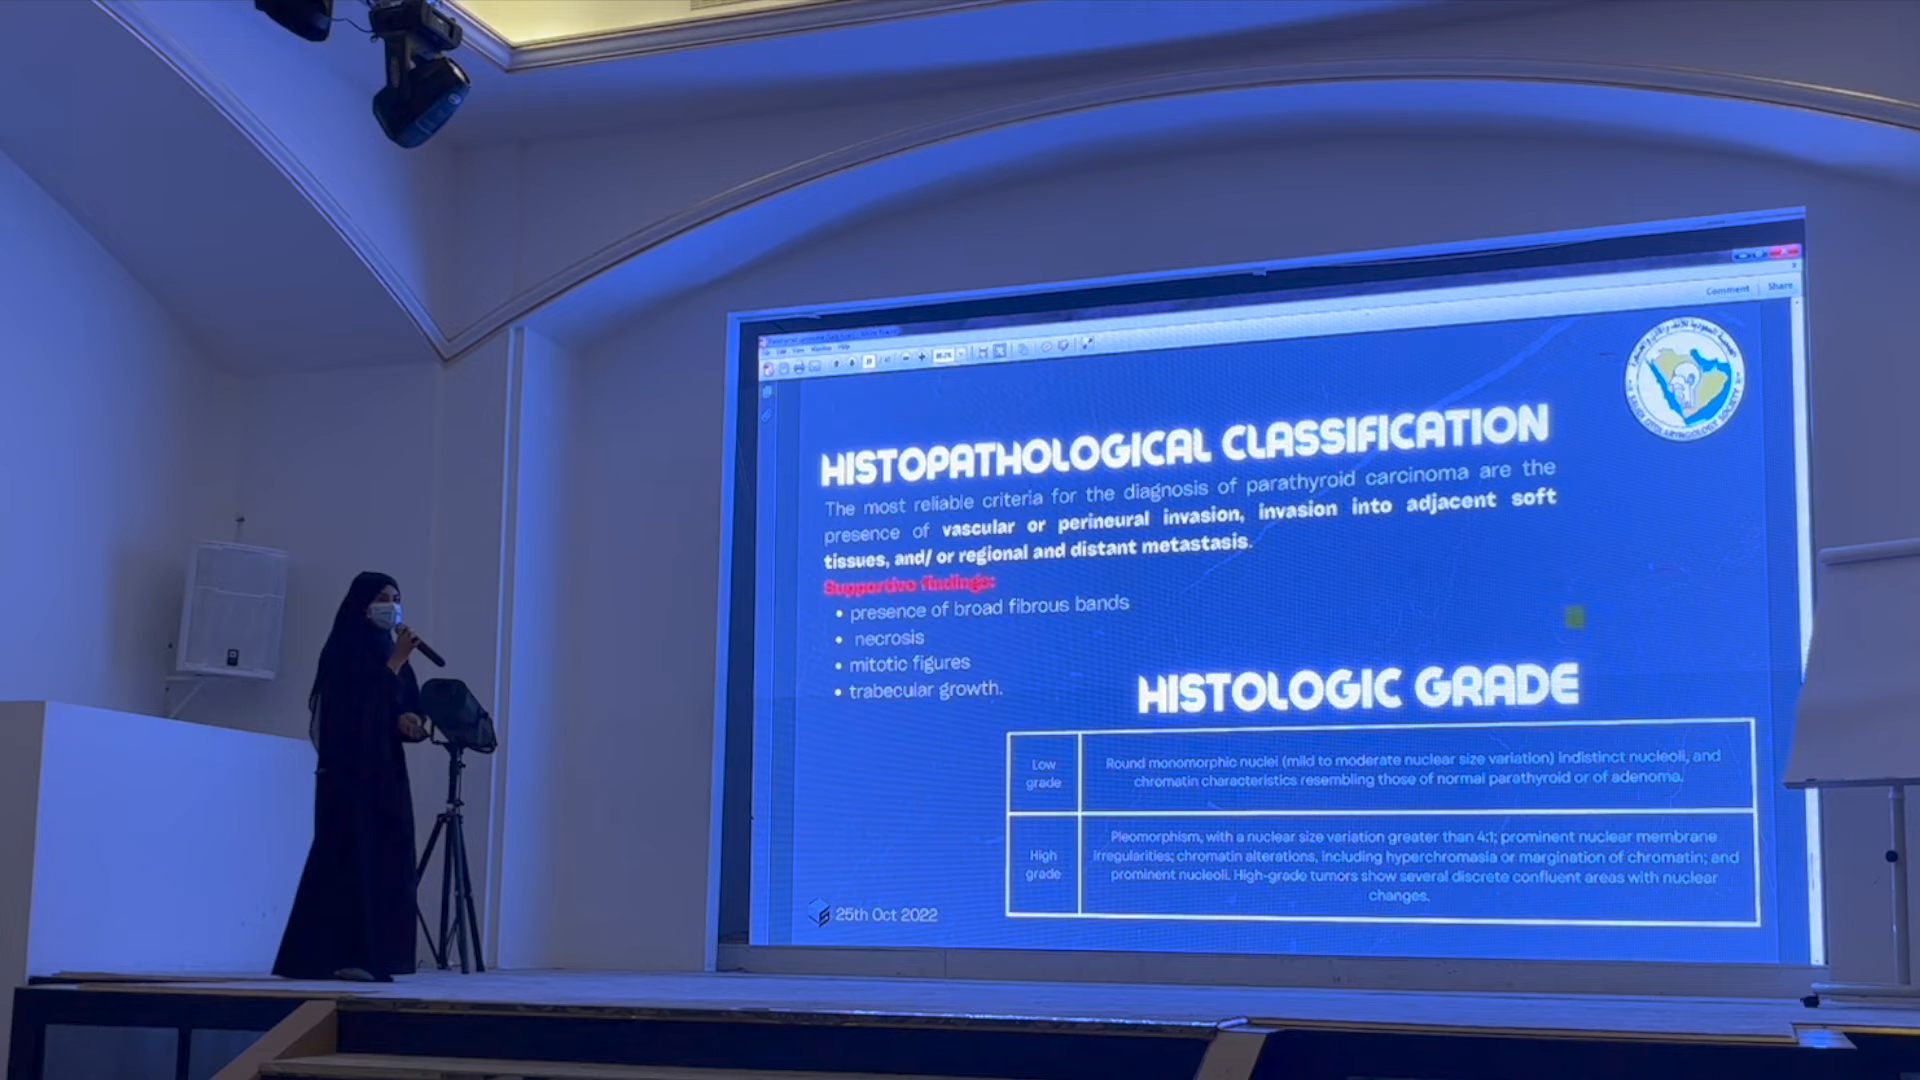 Comment
Share
SAUDI OTOLARYNGOLOGY SOCIETY
HISTOPATHOLOGICAL CLASSIFICATION
The most reliable criteria for the diagnosis of parathyroid carcinoma are the
presence of vascular or perineural invasion, invasion into adjacent soft
tissues, and/ or regional and distant metastasis.
Supportive findings:
• presence of broad fibrous bands
• necrosis
• mitotic figures
• trabecular growth.
HISTOLOGIC GRADE
Low
grade
Round monomorphic nuclei (mild to moderate nuclear size variation) indistinct nucleoli, and
chromatin characteristics resembling those of normal parathyroid or of adenoma.
High
grade
Pleomorphism, with a nuclear size variation greater than 4:1; prominent nuclear membrane
irregularities; chromatin alterations, including hyperchromasia or margination of chromatin; and
prominent nucleoli. High-grade tumors show several discrete confluent areas with nuclear
changes.
25th Oct 2022